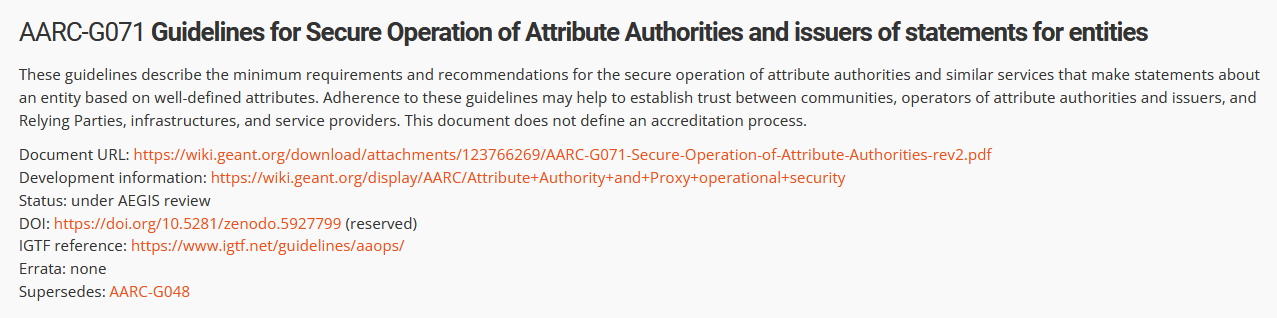 AARC-G071 Guidelines for Secure Operation of Attribute Authorities and issuers of statements for entities
These guidelines describe the minimum requirements and recommendations for the secure operation of attribute authorities and similar services that make statements about
an entity based on well-defined attributes. Adherence to these guidelines may help to establish trust between communities, operators of attribute authorities and issuers, and
Relying Parties, infrastructures, and service providers. This document does not define an accreditation process.
Document URL: https://wiki.geant.org/download/attachments/123766269/AARC-G071-Secure-Operation-of-Attribute-Authorities-rev2.pdf
Development information: https://wiki.geant.org/display/AARC/Attribute+Authority+and+Proxy+operational+security
Status: under AEGIS review
DOI: https://doi.org/10.5281/zenodo.5927799 (reserved)
IGTF reference: https://www.igtf.net/guidelines/aaops/
Errata: none
Supersedes: AARC-G048